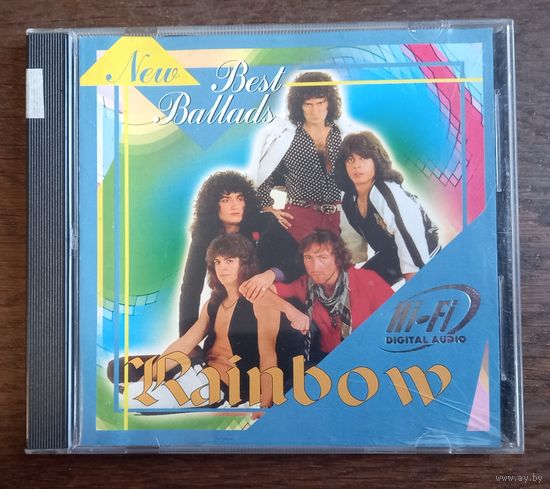 New
Best
Ballads
Hi-Fi
DIGITAL AUDIO
Rainbow
www.ay.by